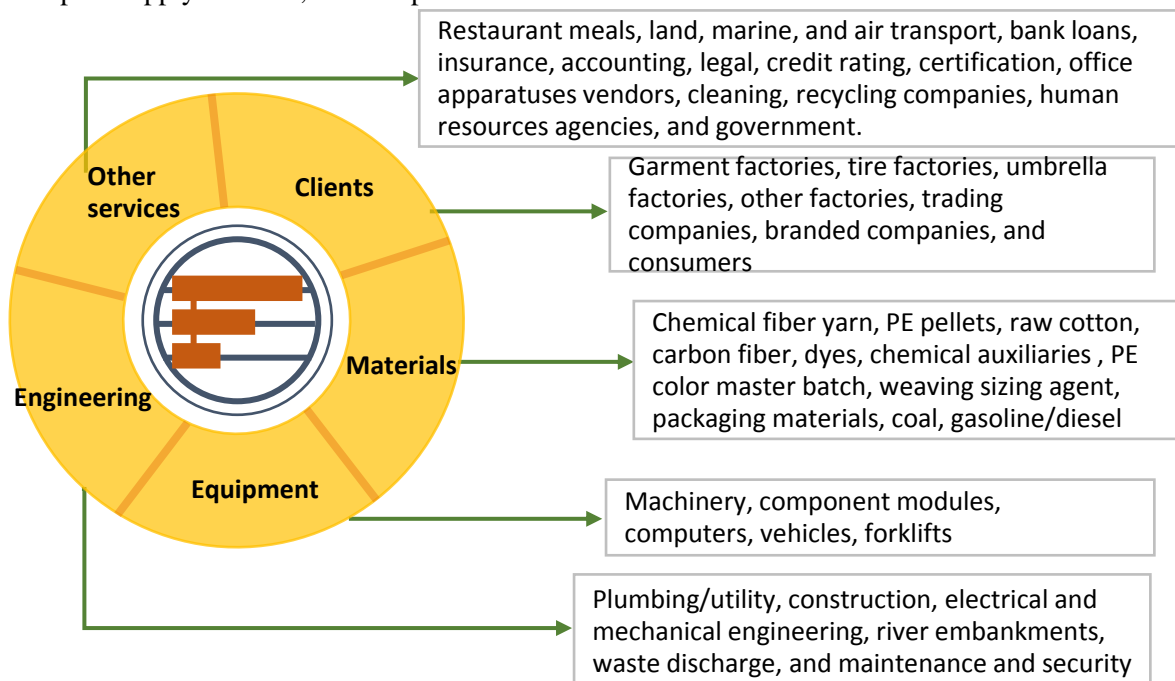 Restaurant meals, land, marine, and air transport, bank loans,
insurance, accounting, legal, credit rating, certification, office
apparatuses vendors, cleaning, recycling companies, human
resources agencies, and government.
Other
services
Clients
Garment factories, tire factories, umbrella
factories, other factories, trading
companies, branded companies, and
consumers
Materials
Chemical fiber yarn, PE pellets, raw cotton,
carbon fiber, dyes, chemical auxiliaries , PE
color master batch, weaving sizing agent,
packaging materials, coal, gasoline/diesel
Engineering
Equipment
Machinery, component modules,
computers, vehicles, forklifts
Plumbing/utility, construction, electrical and
mechanical engineering, river embankments,
waste discharge, and maintenance and security